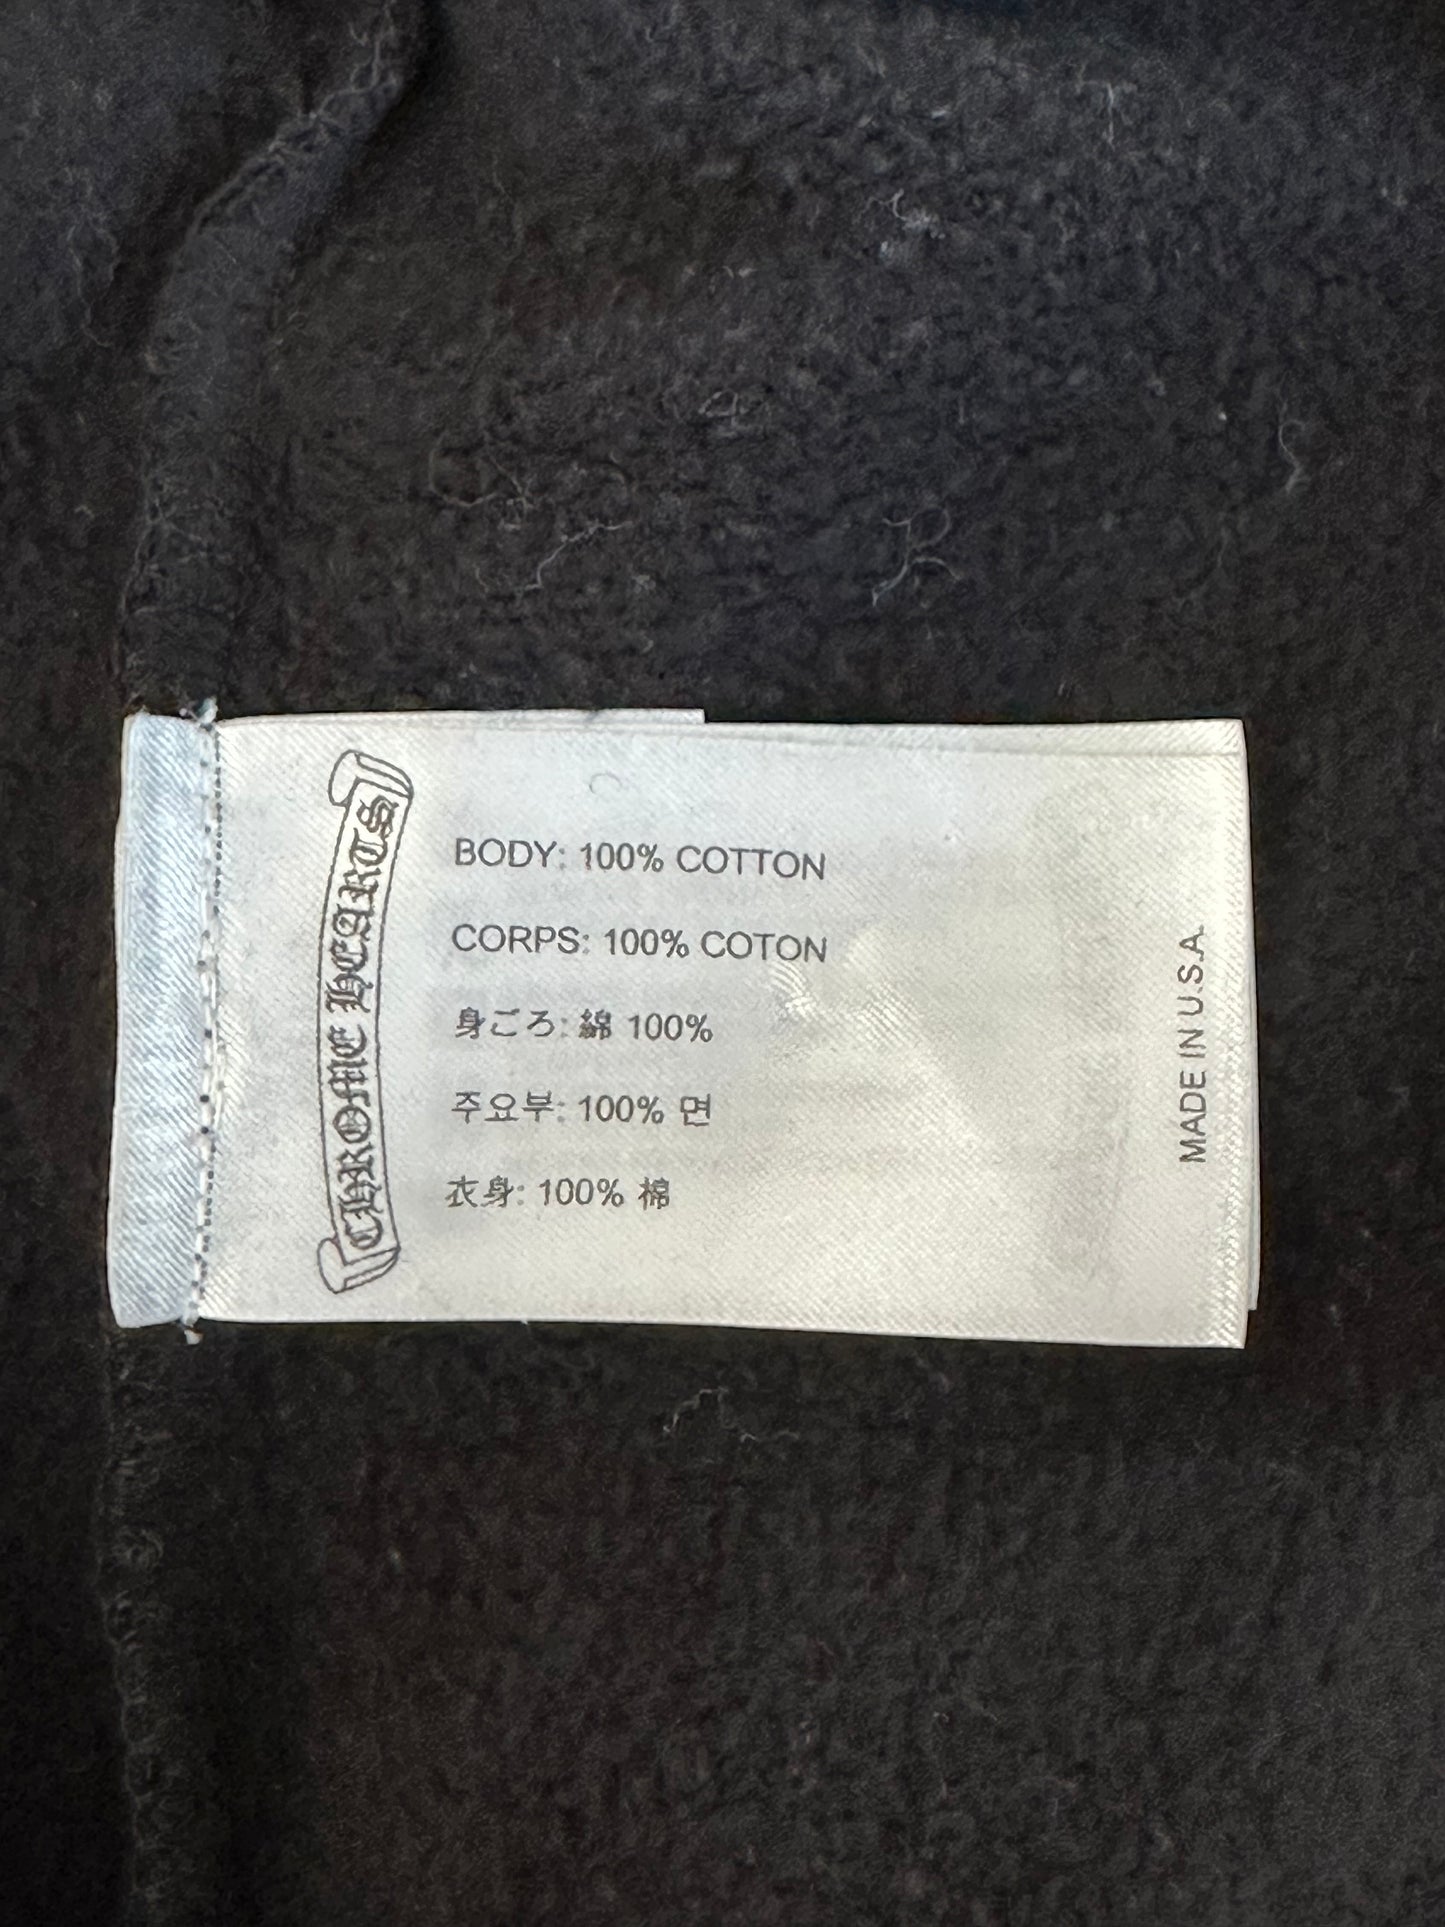 CHROME HEARTS
BODY: 100% COTTON
CORPS: 100% COTON
身ごろ: 綿 100%
주요부: 100% 면
衣身: 100% 棉
MADE IN U.S.A.